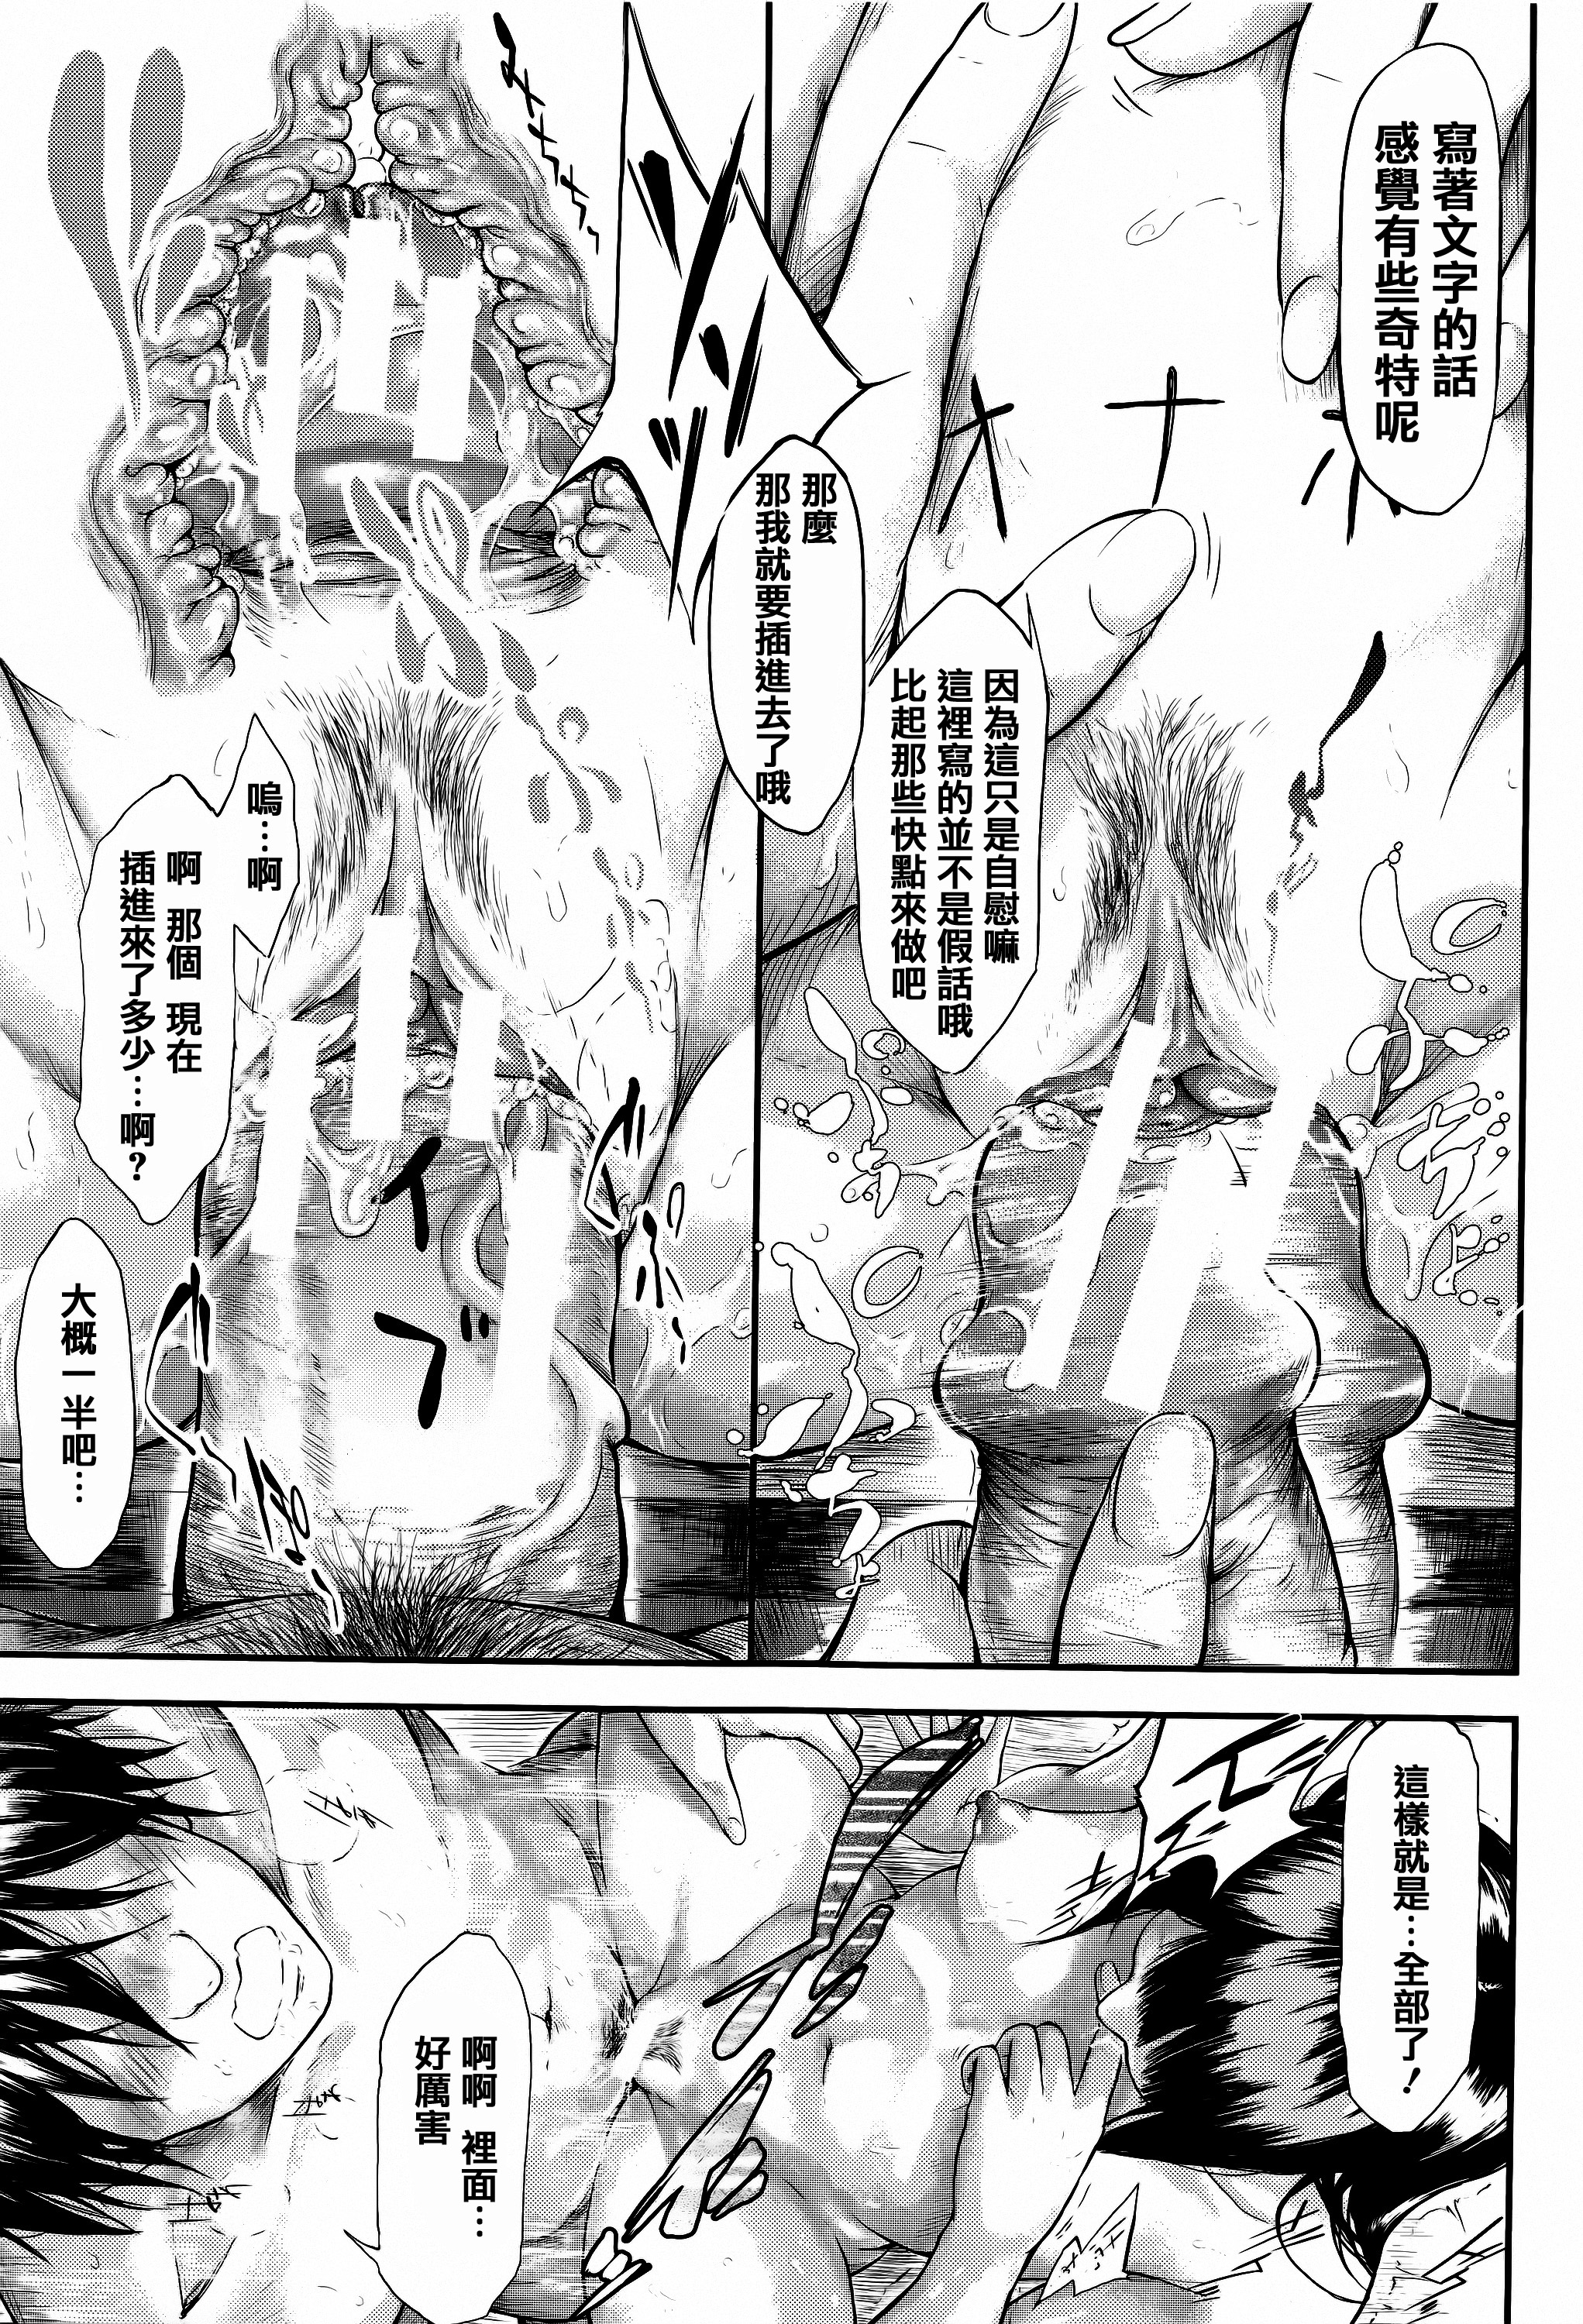 寫著文字的話
感覺有些奇特呢
オナホ
因為這只是自慰嘛
這裡寫的並不是假話哦
比起那些快點來做吧
那麼
那我就要插進去了哦
嗚…啊
啊 那個 現在
插進來了多少…啊?
大概一半吧…
這樣就是…全部了!
啊啊 裡面…
好厲害